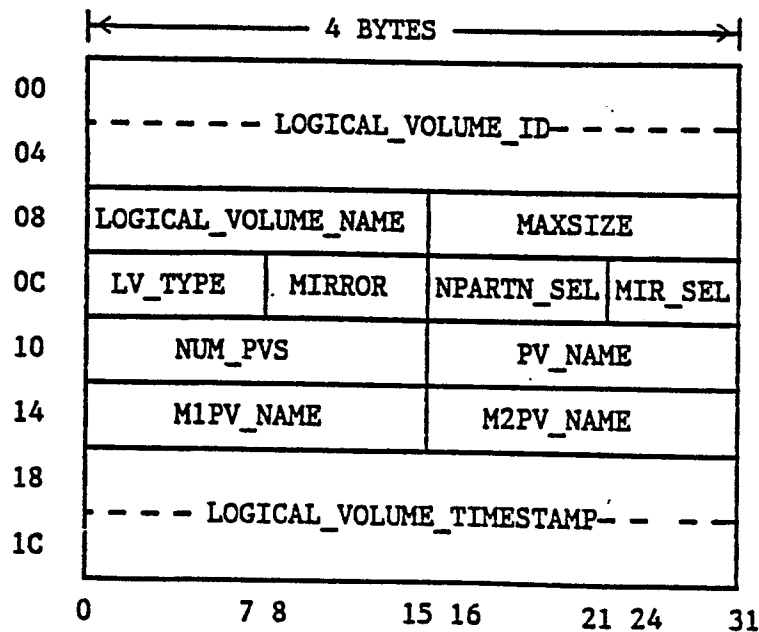 4 BYTES
00
LOGICAL_VOLUME_ID
04
08 LOGICAL_VOLUME_NAME MAXSIZE
0C LV_TYPE MIRROR NPARTN_SEL MIR_SEL
10 NUM_PVS PV_NAME
14 M1PV_NAME M2PV_NAME
18
LOGICAL_VOLUME_TIMESTAMP
1C
0 7 8 15 16 21 24 31